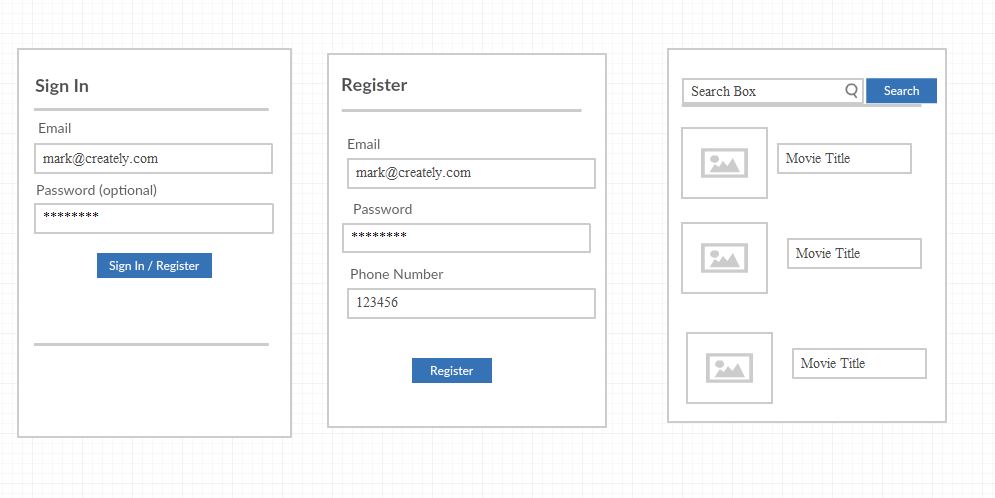 Sign In
Email
mark@creately.com
Password (optional)
********
Sign In / Register
Register
Email
mark@creately.com
Password
********
Phone Number
123456
Register
Search Box
Search
Movie Title
Movie Title
Movie Title